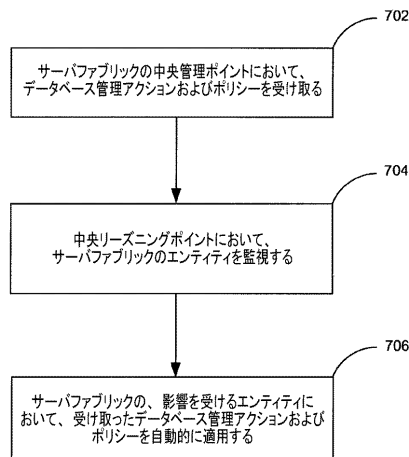 702
サーバファブリックの中央管理ポイントにおいて、
データベース管理アクションおよびポリシーを受け取る
704
中央リーズニングポイントにおいて、
サーバファブリックのエンティティを監視する
706
サーバファブリックの、影響を受けるエンティティに
おいて、受け取ったデータベース管理アクションおよび
ポリシーを自動的に適用する